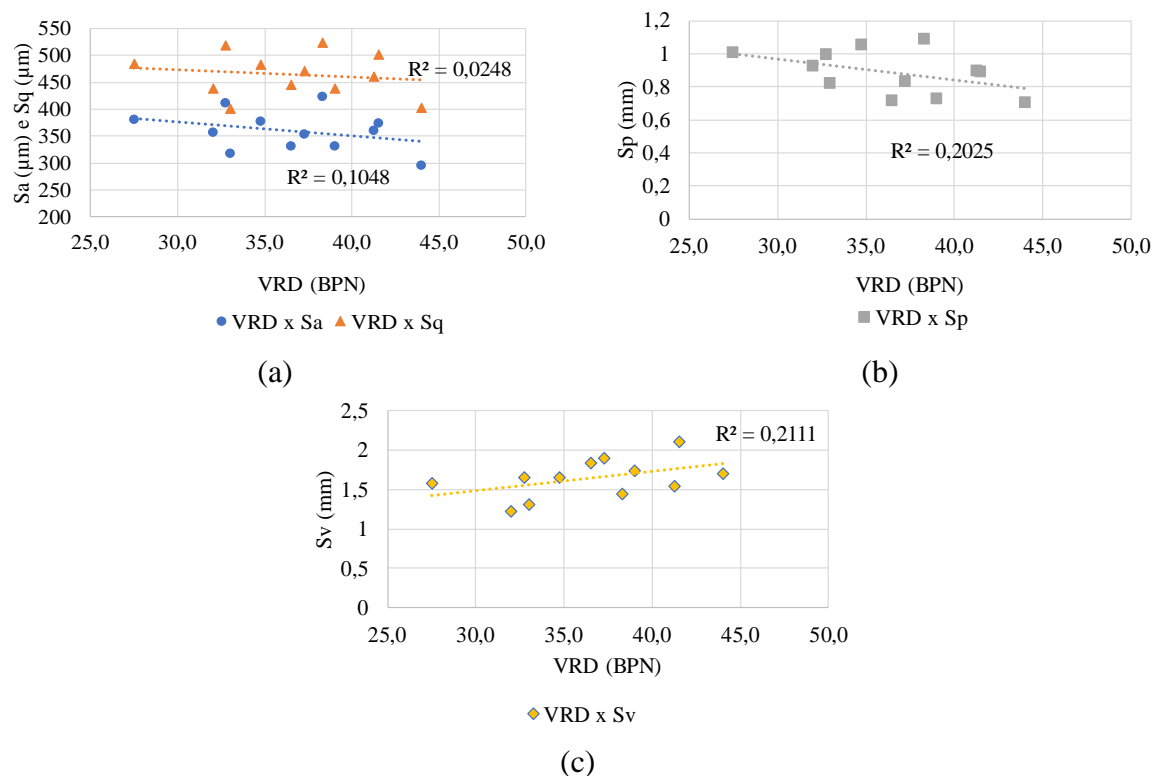 550
500
450
400
350
300
250
200
Sa (µm) e Sq (µm)
R² = 0,0248
R² = 0,1048
25,0 30,0 35,0 40,0 45,0 50,0
VRD (BPN)
VRD x Sa VRD x Sq
(a)
1,2
1
0,8
0,6
0,4
0,2
0
Sp (mm)
R² = 0,2025
25,0 30,0 35,0 40,0 45,0 50,0
VRD (BPN)
VRD x Sp
(b)
2,5
2
1,5
1
0,5
0
Sv (mm)
R² = 0,2111
25,0 30,0 35,0 40,0 45,0 50,0
VRD (BPN)
VRD x Sv
(c)